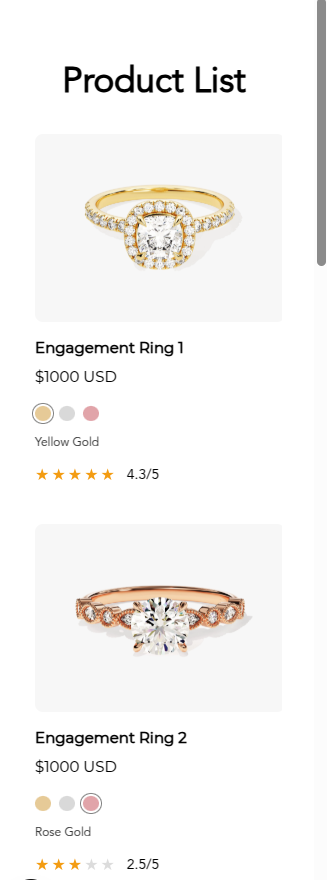 Product List
Engagement Ring 1
$1000 USD
Yellow Gold
4.3/5
Engagement Ring 2
$1000 USD
Rose Gold
2.5/5